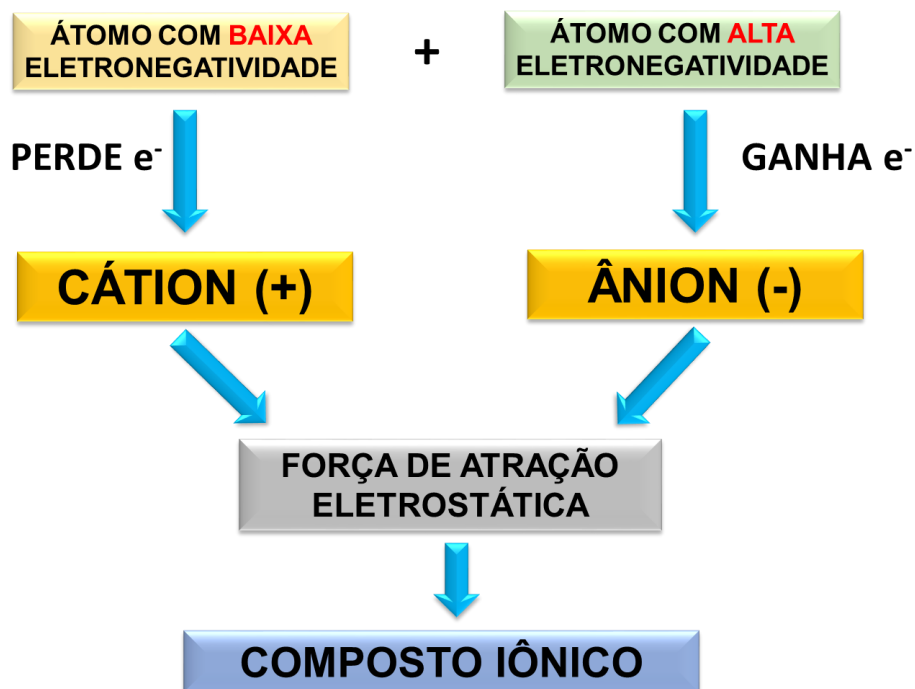 ÁTOMO COM BAIXA
ELETRONEGATIVIDADE
+
ÁTOMO COM ALTA
ELETRONEGATIVIDADE
PERDE e⁻
GANHA e⁻
CÁTION (+)
ÂNION (-)
FORÇA DE ATRAÇÃO
ELETROSTÁTICA
COMPOSTO IÔNICO